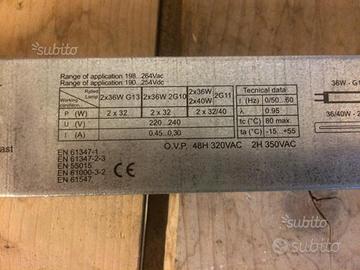 subito
Range of application 198...264Vac
Range of application: 190...254Vdc
Rated Lamp
Working condition
2x36W G13
2x36W 2G10
2x36W 2x40W 2G11
Tecnical data
P (W) 2 x 32 2 x 32 2 x 32/40
f (Hz) 0/50...60
U (V) 220...240
λ 0.95
I (A) 0.45...0,30
tc (°C) 80 max.
ta (°C) -15...+55
O.V.P. 48H 320VAC 2H 350VAC
ast
EN 61347-1
EN 61347-2-3
EN 55015
EN 61000-3-2
EN 61547
CE
36W - G1
36/40W - 2
subito
subito